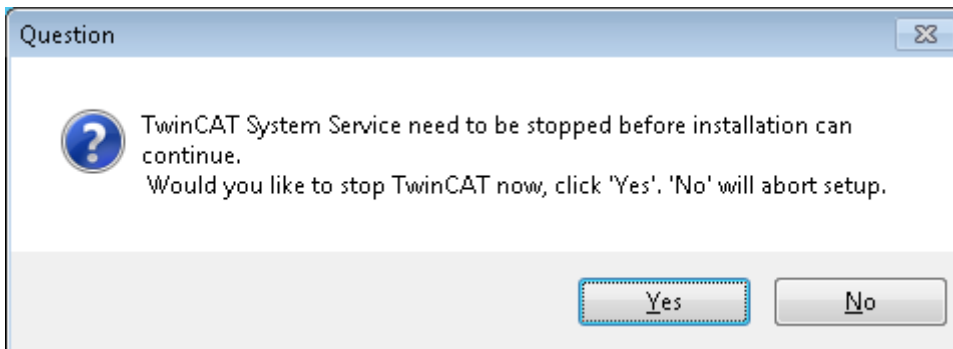 Question
TwinCAT System Service need to be stopped before installation can
continue.
Would you like to stop TwinCAT now, click 'Yes'. 'No' will abort setup.
Yes
No